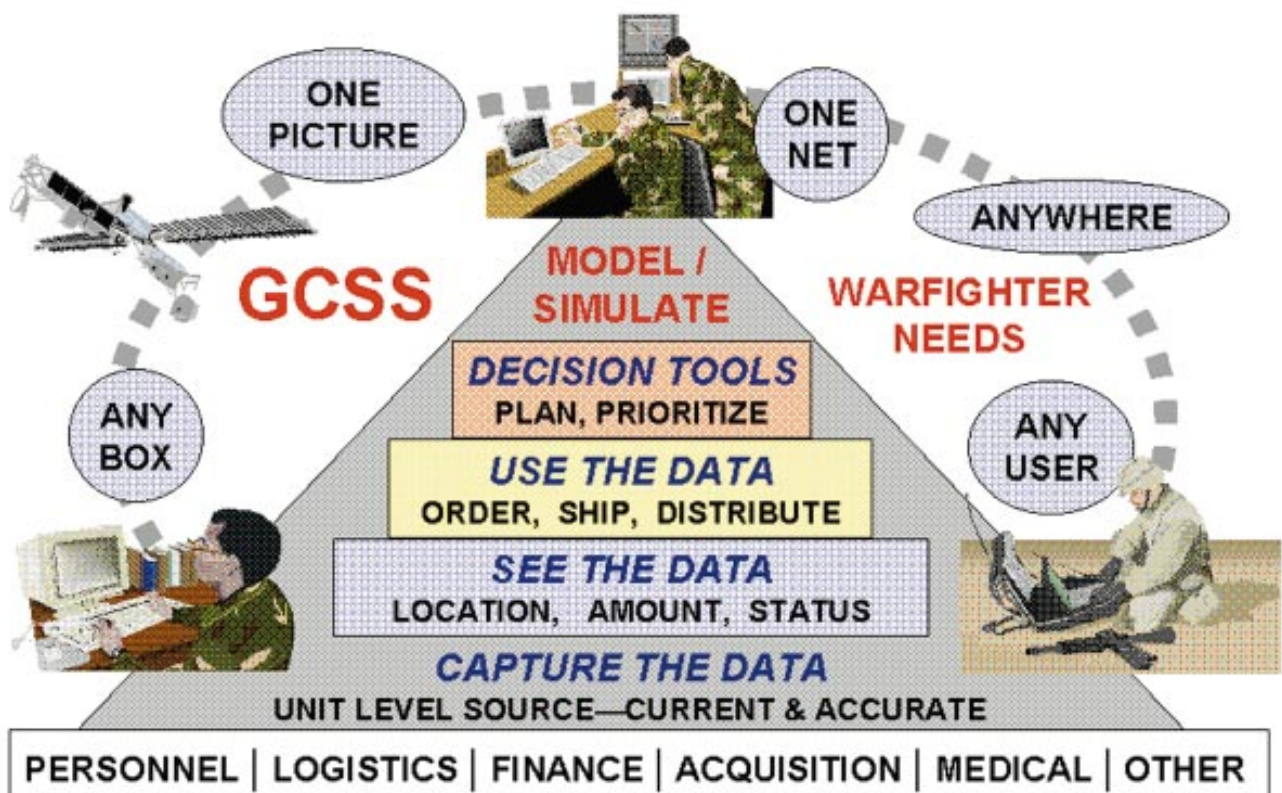 ONE
PICTURE
ONE
NET
ANYWHERE
GCSS
MODEL /
SIMULATE
WARFIGHTER
NEEDS
DECISION TOOLS
PLAN, PRIORITIZE
ANY
BOX
ANY
USER
USE THE DATA
ORDER, SHIP, DISTRIBUTE
SEE THE DATA
LOCATION, AMOUNT, STATUS
CAPTURE THE DATA
UNIT LEVEL SOURCE—CURRENT & ACCURATE
PERSONNEL | LOGISTICS | FINANCE | ACQUISITION | MEDICAL | OTHER